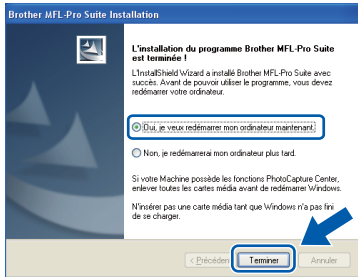 Brother MFL-Pro Suite Installation
L'installation du programme Brother MFL-Pro Suite
est terminée !
L'InstallShield Wizard a installé Brother MFL-Pro Suite avec
succès. Avant de pouvoir utiliser le programme, vous devez
redémarrer votre ordinateur.
Oui, je veux redémarrer mon ordinateur maintenant.
Non, je redémarrerai mon ordinateur plus tard.
Si votre Machine possède les fonctions PhotoCapture Center,
enlever toutes les cartes média avant de redémarrer Windows.
N'insérer pas une carte média tant que Windows n'a pas fini
de se charger.
< Précéden Terminer Annuler